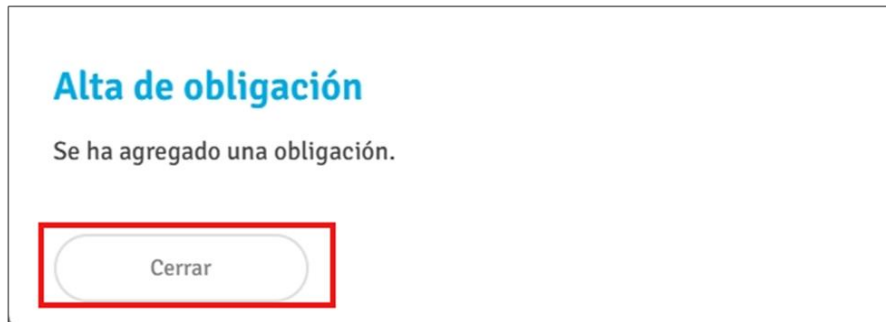 Alta de obligación
Se ha agregado una obligación.
Cerrar